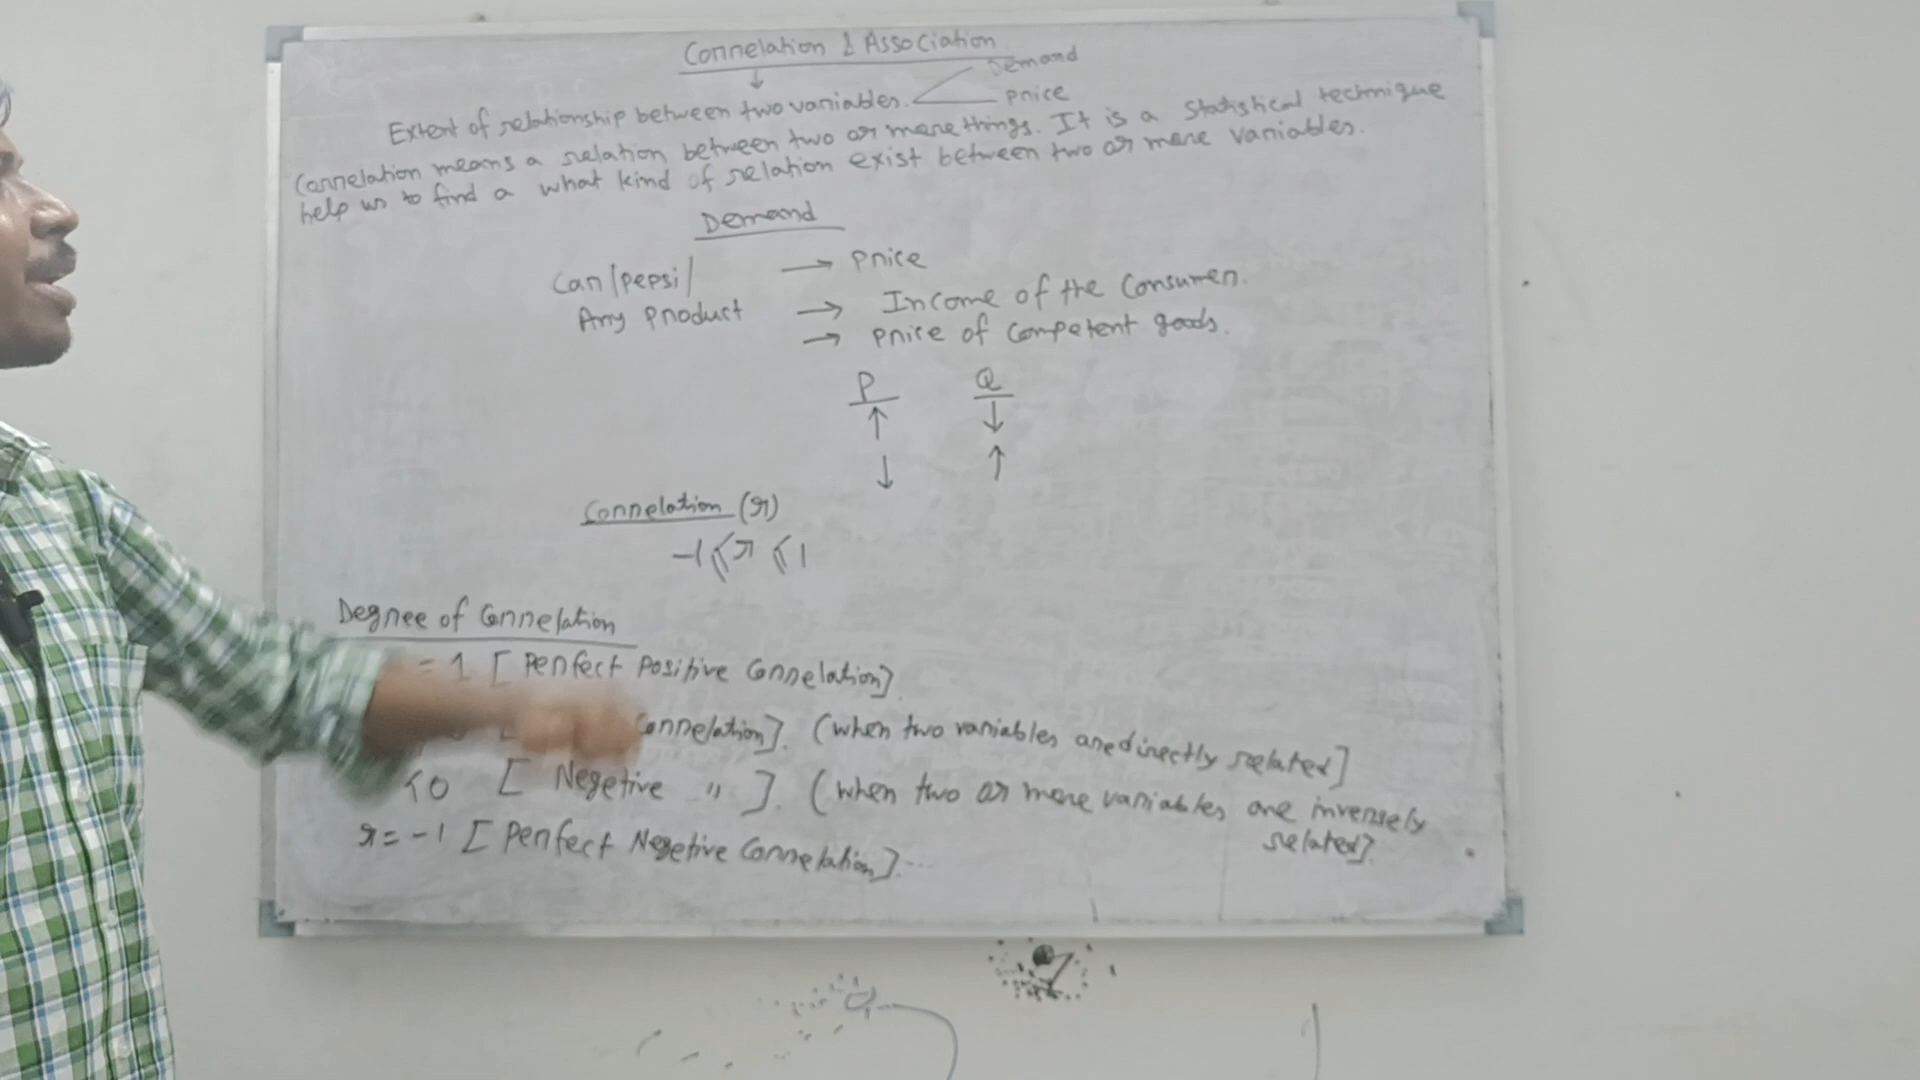 Correlation & Association
Extent of relationship between two variables. Demand
Price
Correlation means a relation between two or more things. It is a statistical technique
help us to find a what kind of relation exist between two or more variables.
Demand
Car/pepsi/ → Price
Any Product → Income of the Consumer.
→ Price of Competent goods.
P Q
↑ ↓
↓ ↑
Correlation (r)
-1 ≤ r ≤ 1
Degree of Correlation
= 1 [Perfect Positive Correlation].
Correlation]. (when two variables are directly related]
<0 [Negetive "]. (when two or more variables are inversely
related].
r = -1 [Perfect Negetive Correlation]...